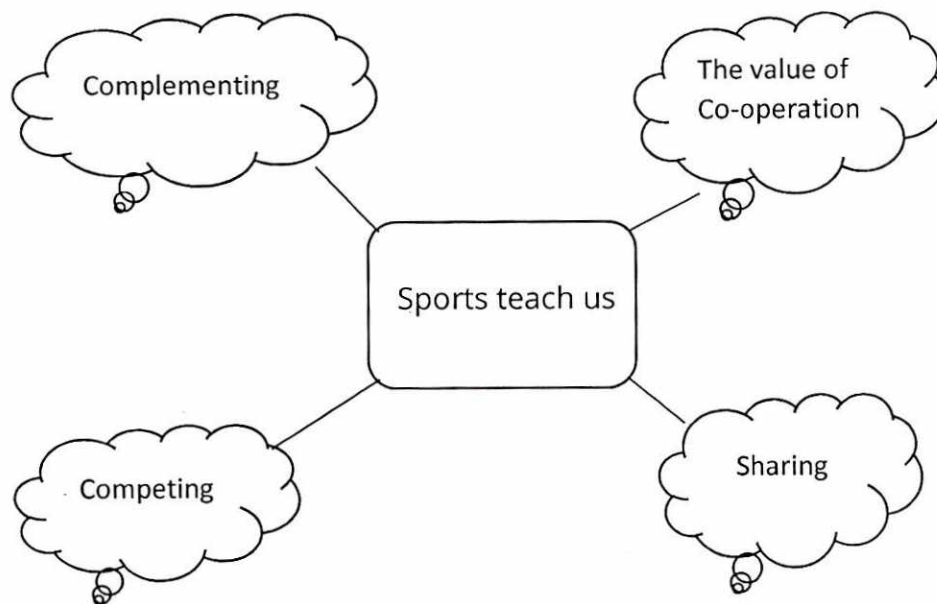 Complementing
The value of
Co-operation
Sports teach us
Competing
Sharing